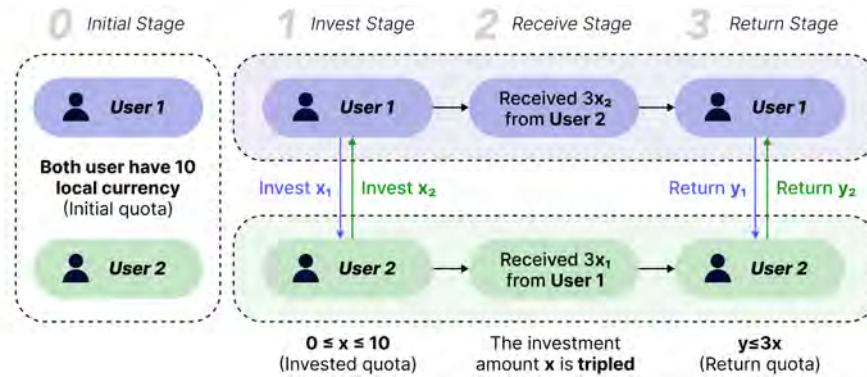 0 Initial Stage
1 Invest Stage
2 Receive Stage
3 Return Stage
User 1
Both user have 10
local currency
(Initial quota)
User 2
User 1
Received 3x₂
from User 2
User 1
Invest x₁
Invest x₂
Return y₁
Return y₂
User 2
Received 3x₁
from User 1
User 2
0 ≤ x ≤ 10
(Invested quota)
The investment
amount x is tripled
y≤3x
(Return quota)